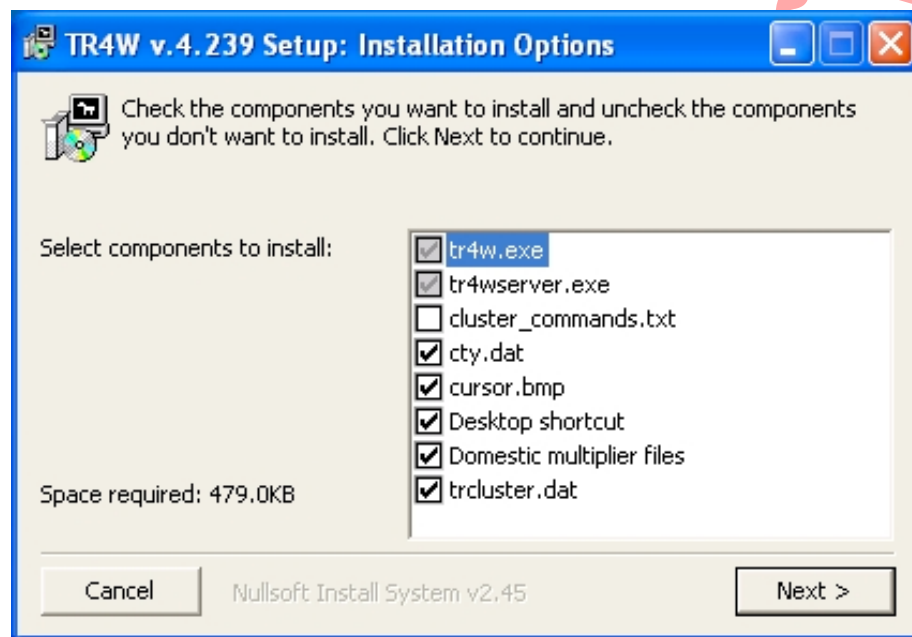 TR4W v.4.239 Setup: Installation Options
Check the components you want to install and uncheck the components
you don't want to install. Click Next to continue.
Select components to install:
tr4w.exe
tr4wserver.exe
cluster_commands.txt
cty.dat
cursor.bmp
Desktop shortcut
Domestic multiplier files
trcluster.dat
Space required: 479.0KB
Cancel
Nullsoft Install System v2.45
Next >